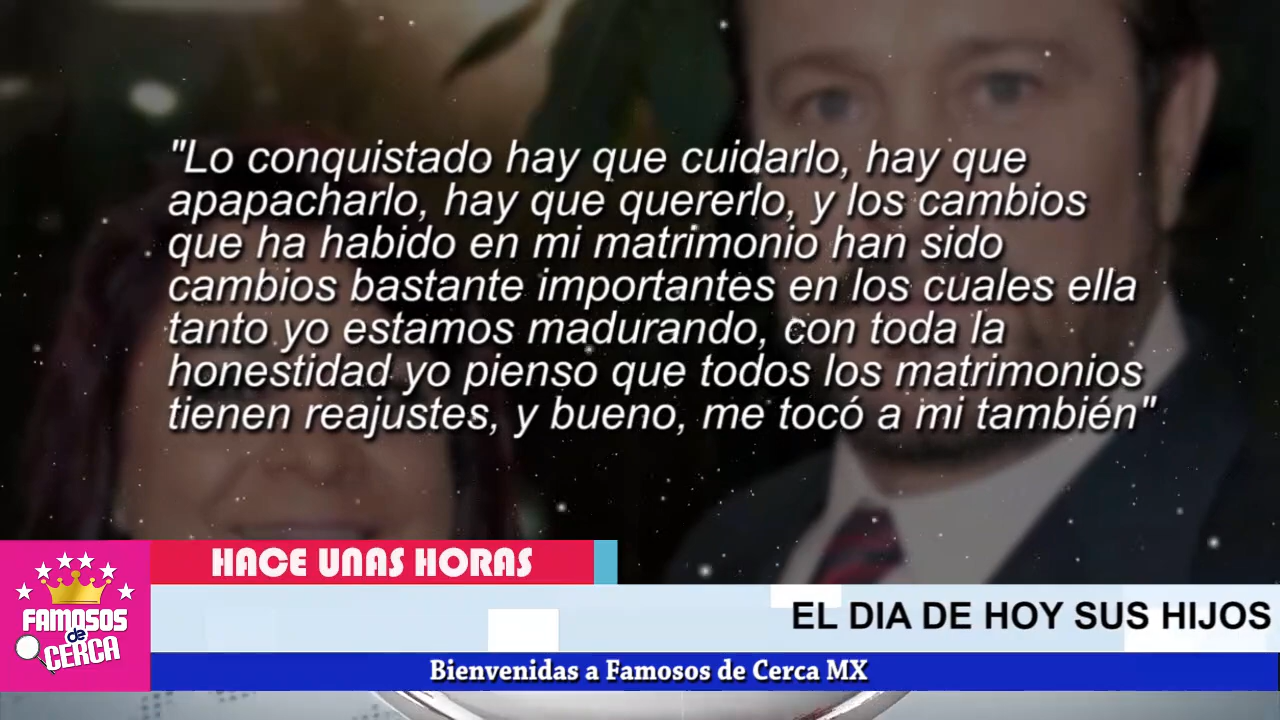 "Lo conquistado hay que cuidarlo, hay que
apapacharlo, hay que quererlo, y los cambios
que ha habido en mi matrimonio han sido
cambios bastante importantes en los cuales ella
tanto yo estamos madurando, con toda la
honestidad yo pienso que todos los matrimonios
tienen reajustes, y bueno, me tocó a mi también"
HACE UNAS HORAS
FAMOSOS
de
CERCA
EL DIA DE HOY SUS HIJOS
Bienvenidas a Famosos de Cerca MX